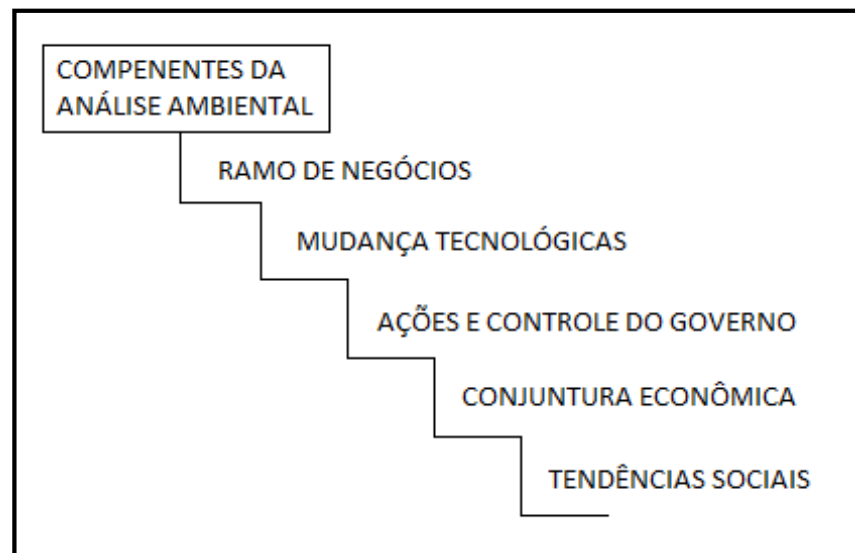 COMPENENTES DA
ANÁLISE AMBIENTAL
RAMO DE NEGÓCIOS
MUDANÇA TECNOLÓGICAS
AÇÕES E CONTROLE DO GOVERNO
CONJUNTURA ECONÔMICA
TENDÊNCIAS SOCIAIS